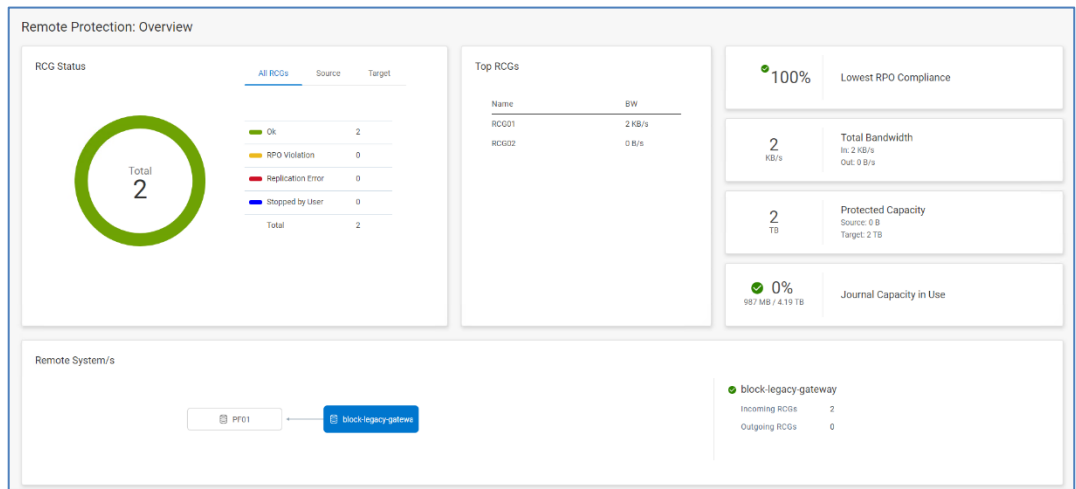 Remote Protection: Overview
RCG Status
All RCGs Source Target
Total
2
Ok 2
RPO Violation 0
Replication Error 0
Stopped by User 0
Total 2
Top RCGs
Name BW
RCG01 2 KB/s
RCG02 0 B/s
100% Lowest RPO Compliance
2
KB/s
Total Bandwidth
In: 2 KB/s
Out: 0 B/s
2
TB
Protected Capacity
Source: 0 B
Target: 2 TB
0%
987 MB / 4.19 TB
Journal Capacity in Use
Remote System/s
PF01
block-legacy-gatewa
block-legacy-gateway
Incoming RCGs 2
Outgoing RCGs 0